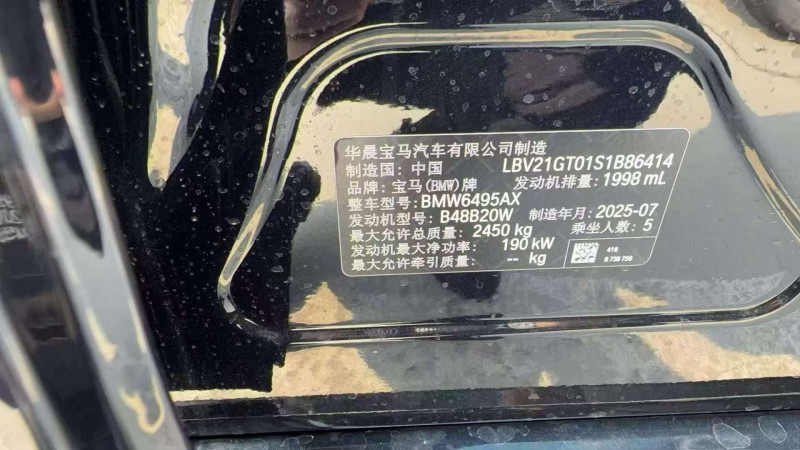 华晨宝马汽车有限公司制造
制造国：中国 LBV21GT01S1B86414
品牌：宝马(BMW)牌 发动机排量：1998 mL
整车型号：BMW6495AX
发动机型号：B48B20W 制造年月：2025-07
最大允许总质量：2450 kg 乘坐人数：5
发动机最大净功率：190 kW
最大允许牵引质量：-- kg
416
8 738 756